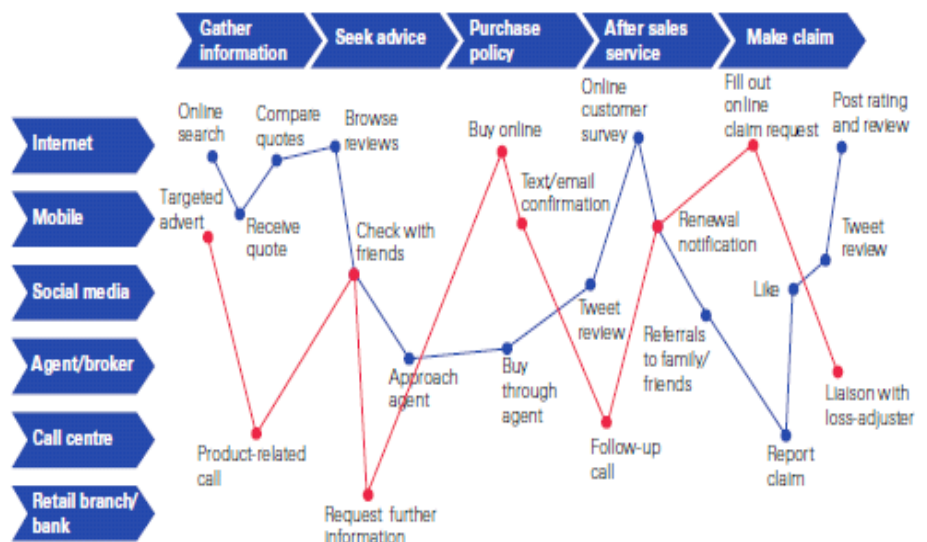 Gather
information
Seek advice
Purchase
policy
After sales
service
Make claim
Internet
Mobile
Social media
Agent/broker
Call centre
Retail branch/
bank
Online
search
Compare
quotes
Browse
reviews
Targeted
advert
Receive
quote
Check with
friends
Product-related
call
Request further
information
Approach
agent
Buy online
Text/email
confirmation
Buy
through
agent
Online
customer
survey
Tweet
review
Follow-up
call
Renewal
notification
Referrals
to family/
friends
Fill out
online
claim request
Post rating
and review
Tweet
review
Like
Liaison with
loss-adjuster
Report
claim